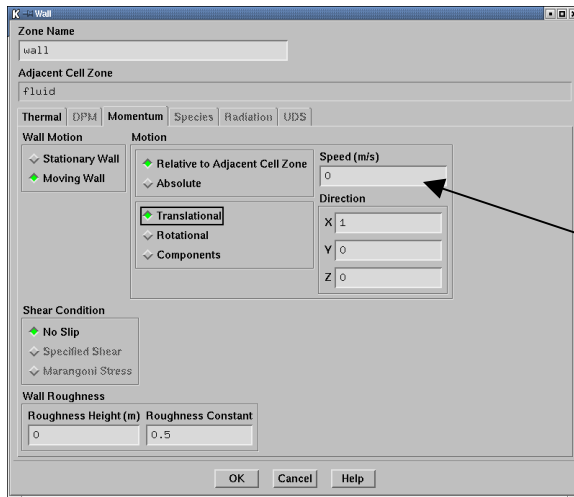 Wall
Zone Name
wall
Adjacent Cell Zone
fluid
Thermal DPM Momentum Species Radiation UDS
Wall Motion
Motion
Stationary Wall
Moving Wall
Relative to Adjacent Cell Zone
Absolute
Translational
Rotational
Components
Speed (m/s)
0
Direction
X 1
Y 0
Z 0
Shear Condition
No Slip
Specified Shear
Marangoni Stress
Wall Roughness
Roughness Height (m) Roughness Constant
0 0.5
OK Cancel Help